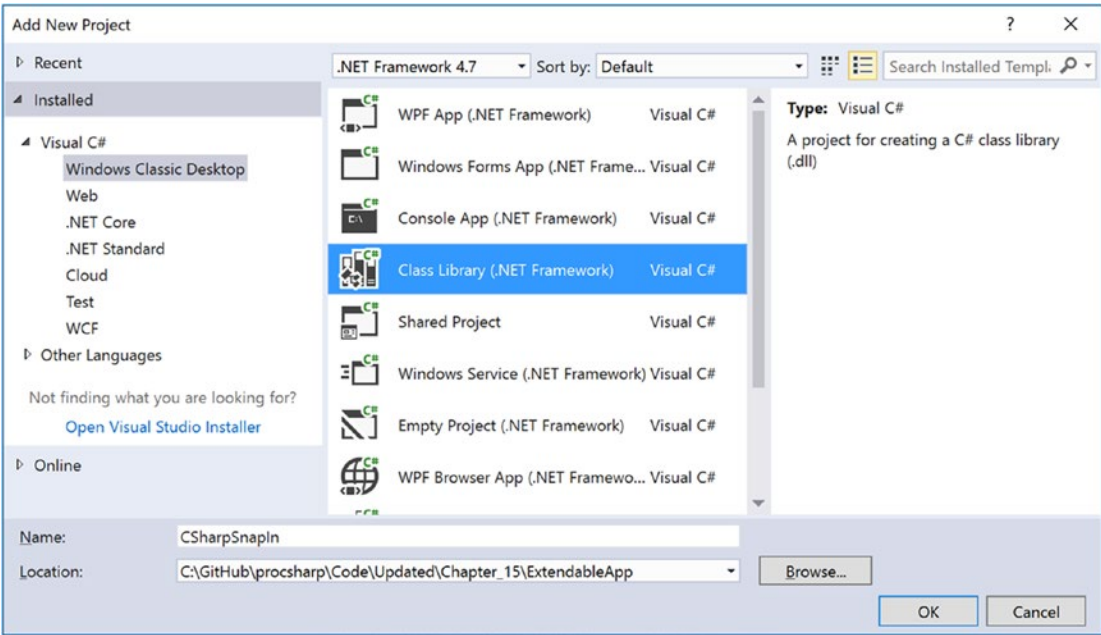 Add New Project
?
Recent
.NET Framework 4.7
Sort by: Default
Search Installed Templ
Installed
Visual C#
Windows Classic Desktop
Web
.NET Core
.NET Standard
Cloud
Test
WCF
Other Languages
Not finding what you are looking for?
Open Visual Studio Installer
Online
WPF App (.NET Framework) Visual C#
Windows Forms App (.NET Frame... Visual C#
Console App (.NET Framework) Visual C#
Class Library (.NET Framework) Visual C#
Shared Project Visual C#
Windows Service (.NET Framework) Visual C#
Empty Project (.NET Framework) Visual C#
WPF Browser App (.NET Framewo... Visual C#
Type: Visual C#
A project for creating a C# class library
(.dll)
Name: CSharpSnapIn
Location: C:\GitHub\procsharp\Code\Updated\Chapter_15\ExtendableApp
Browse...
OK Cancel